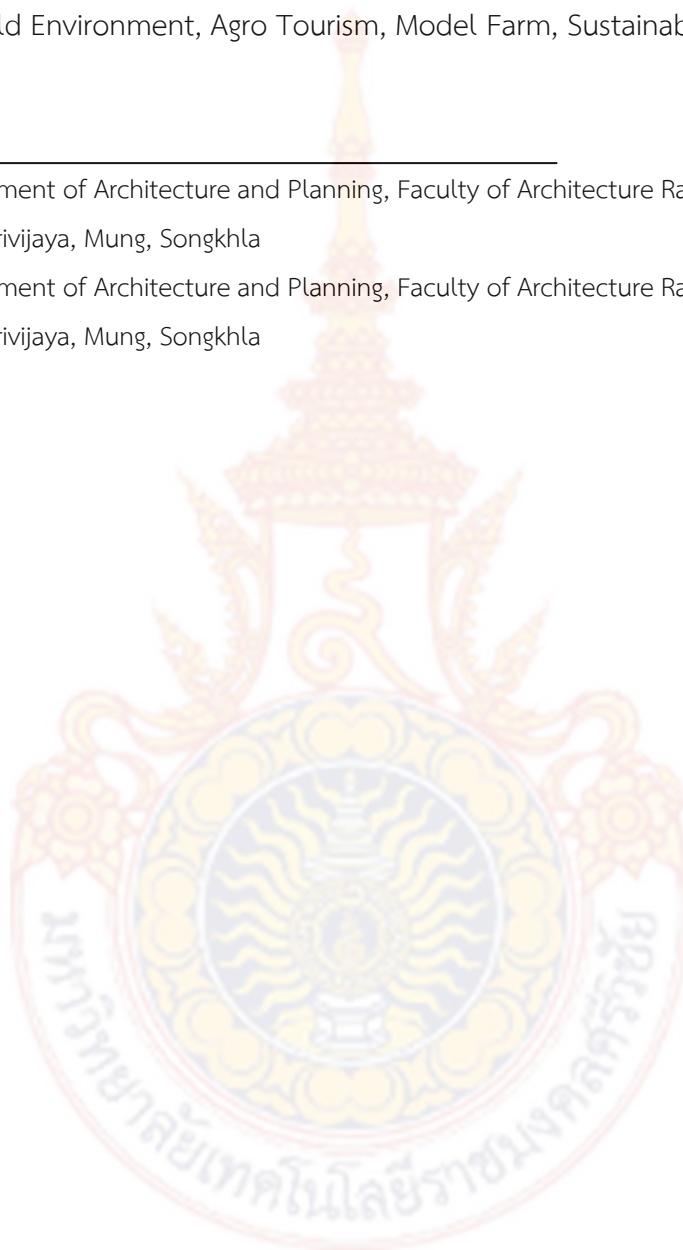 ld Environment, Agro Tourism, Model Farm, Sustainab
ment of Architecture and Planning, Faculty of Architecture Ra
rivijaya, Mung, Songkhla
ment of Architecture and Planning, Faculty of Architecture Ra
rivijaya, Mung, Songkhla
มหาวิทยาลัยเทคโนโลยีราชมงคลศรีวิชัย